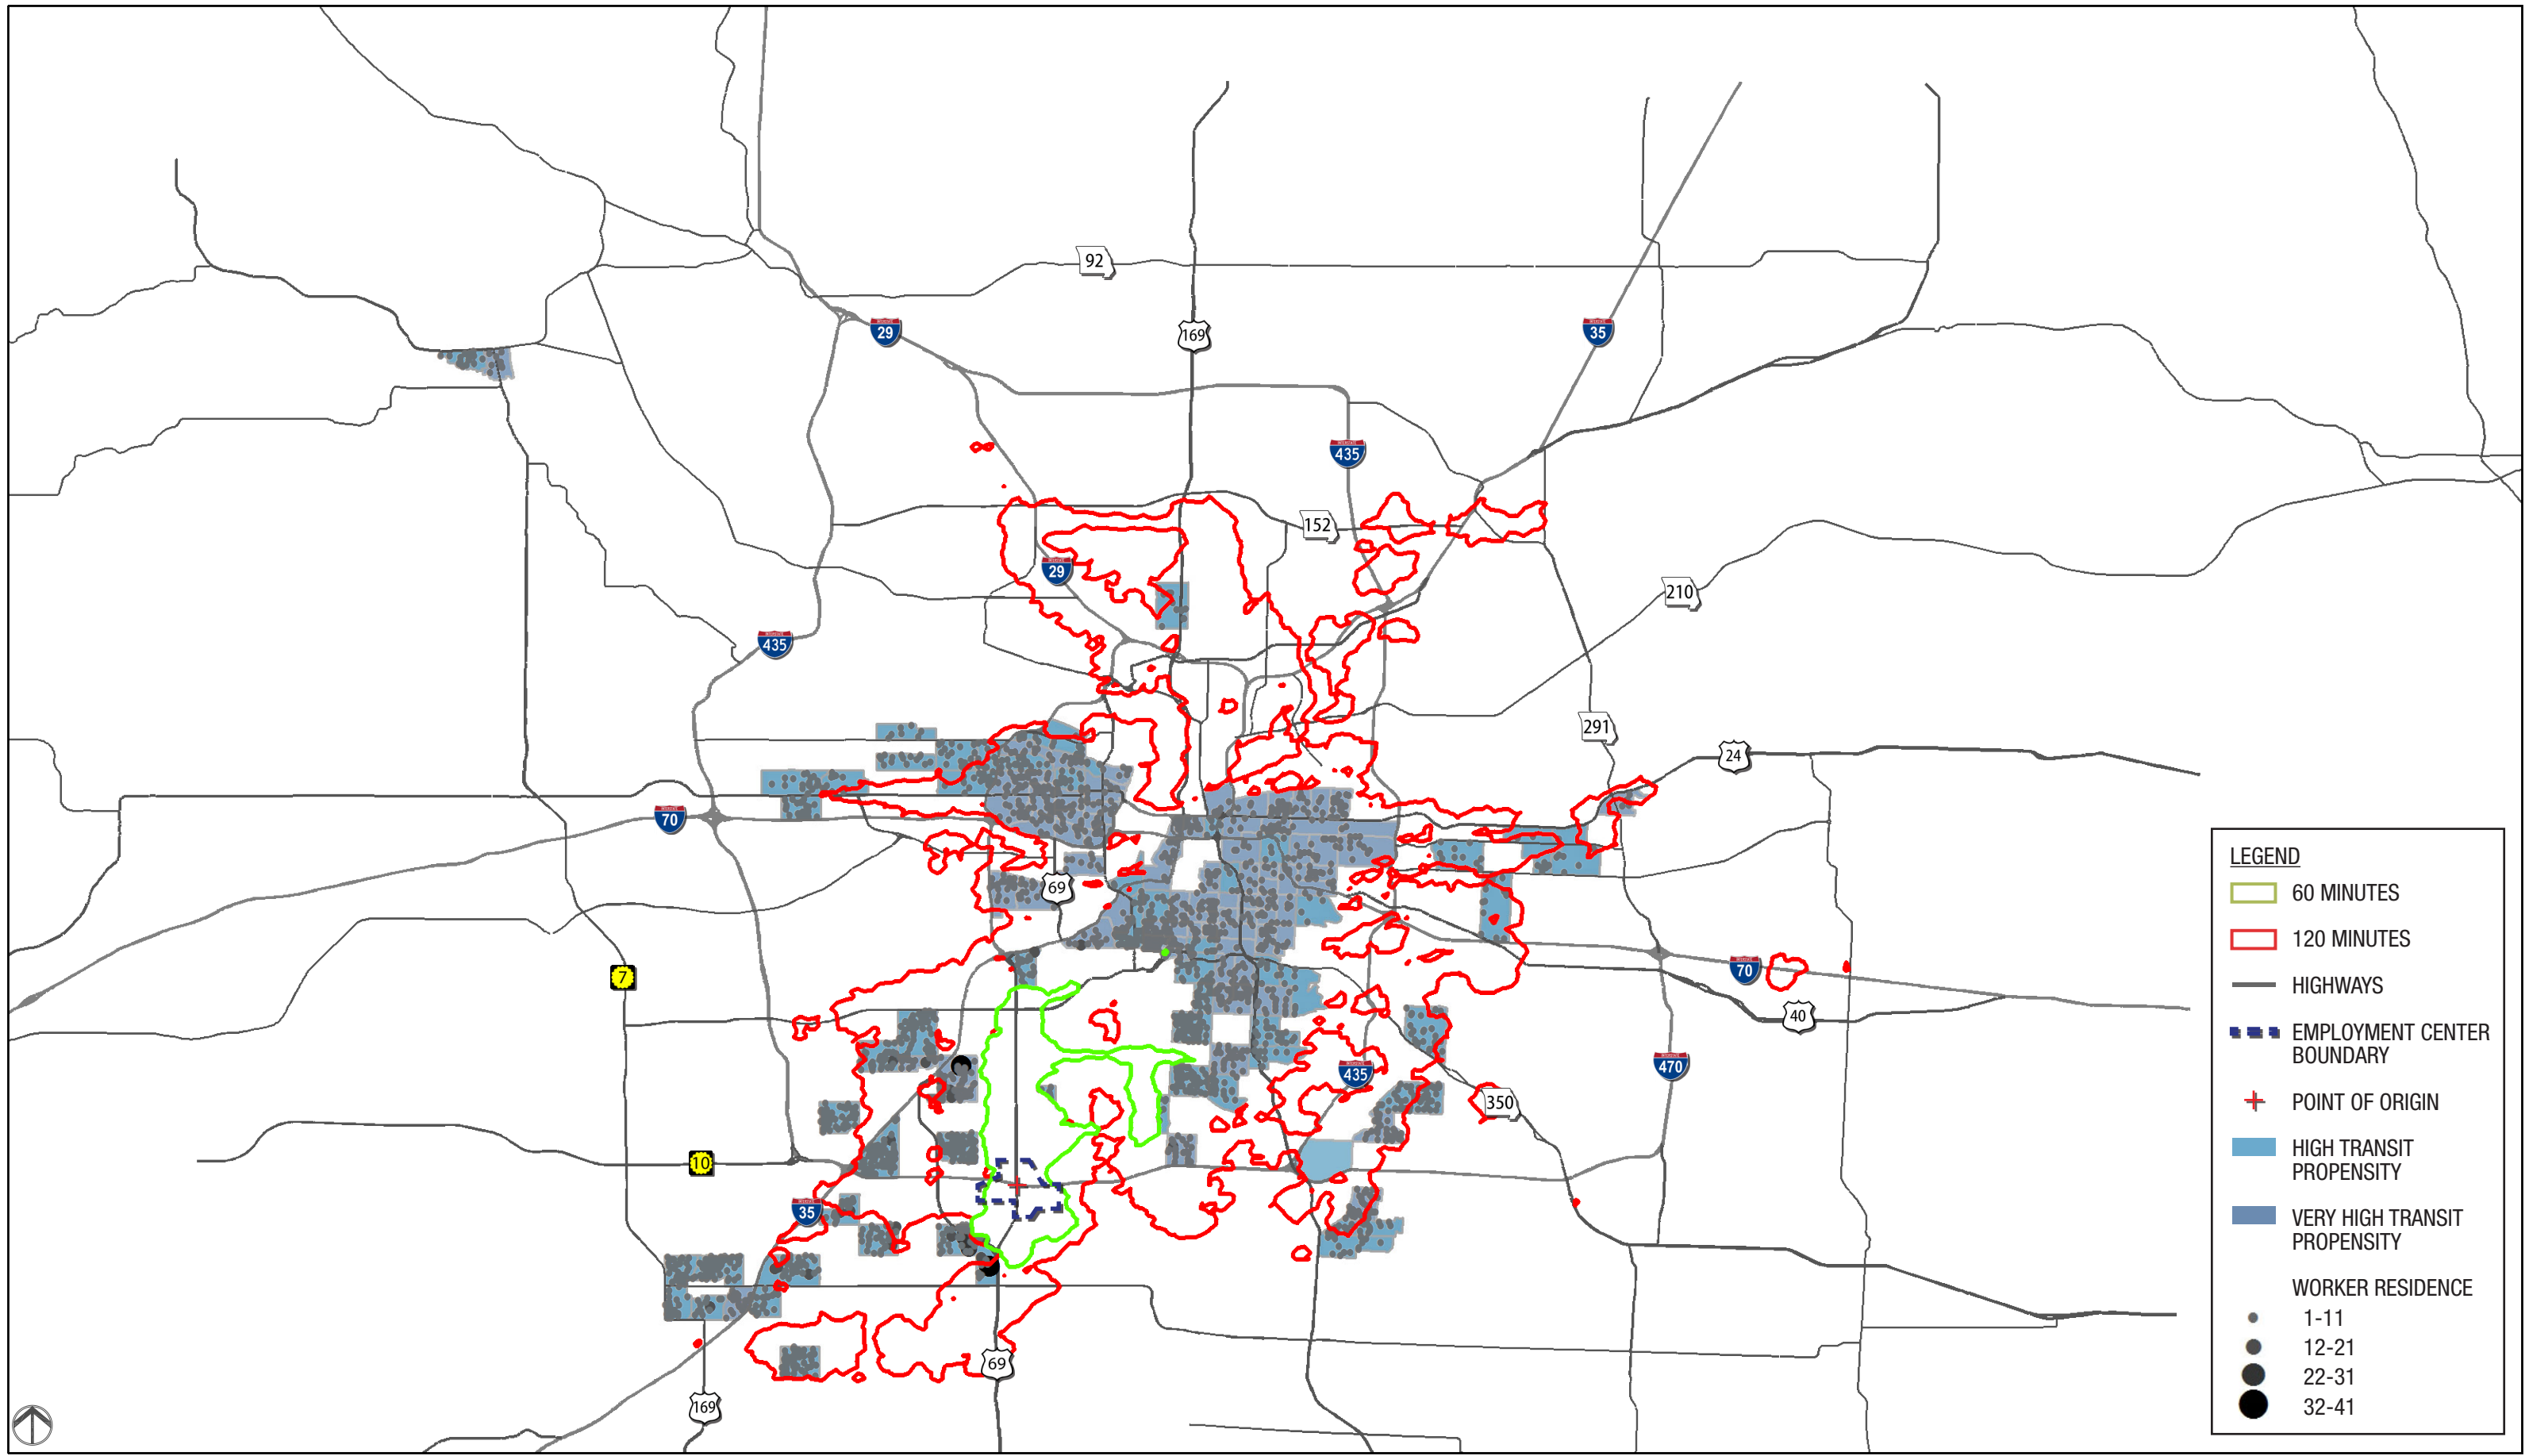 92
29
169
35
435
152
29
210
435
291
24
70
69
7
70
40
435
470
350
10
35
69
169
LEGEND
60 MINUTES
120 MINUTES
HIGHWAYS
EMPLOYMENT CENTER
BOUNDARY
POINT OF ORIGIN
HIGH TRANSIT
PROPENSITY
VERY HIGH TRANSIT
PROPENSITY
WORKER RESIDENCE
1-11
12-21
22-31
32-41